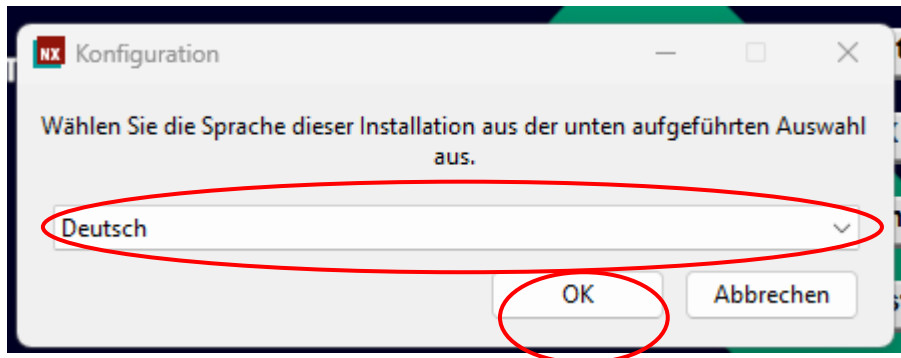 NX Konfiguration
Wählen Sie die Sprache dieser Installation aus der unten aufgeführten Auswahl
aus.
Deutsch
OK Abbrechen